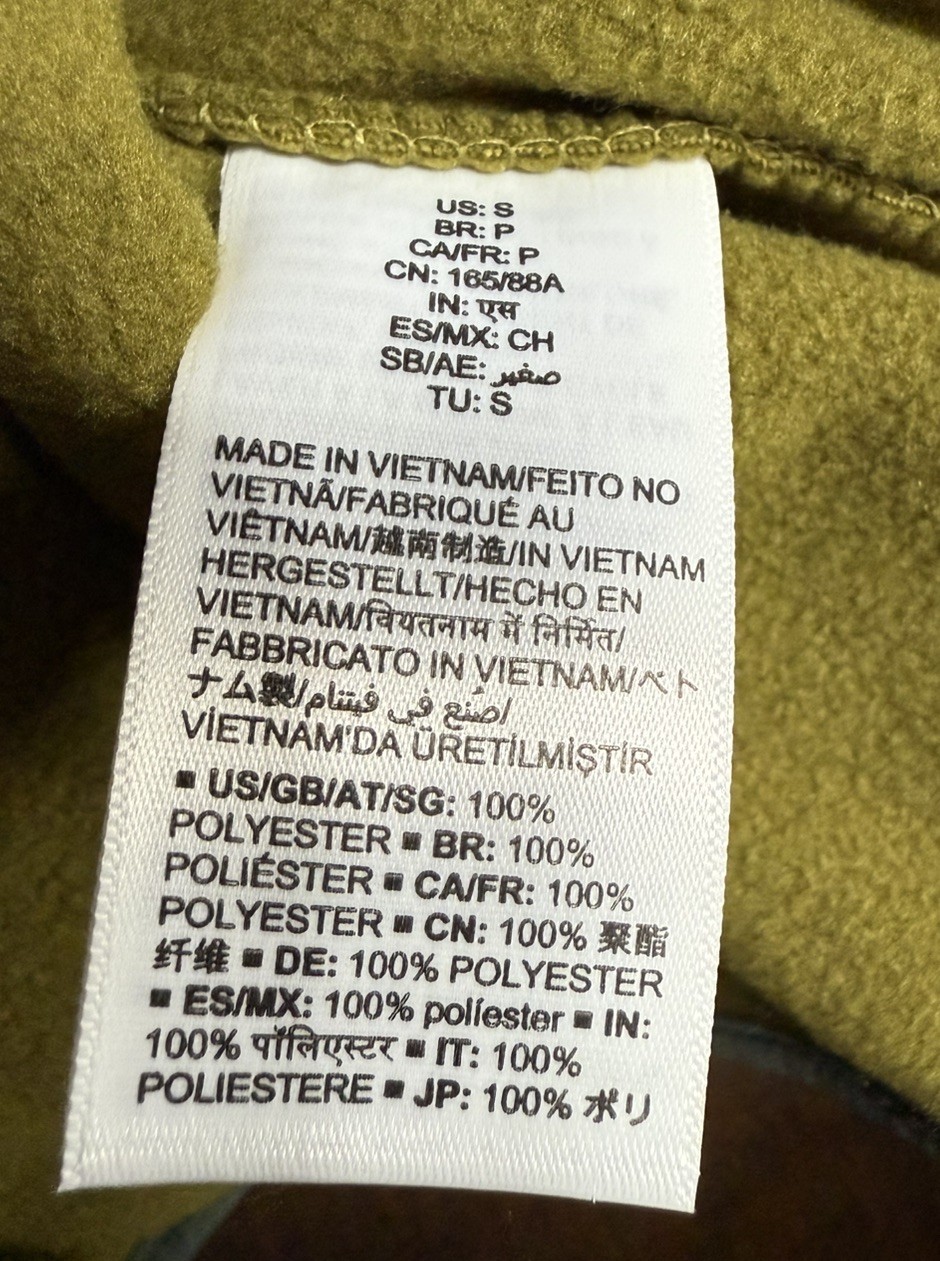 US: S
BR: P
CA/FR: P
CN: 165/88A
IN: एस
ES/MX: CH
SB/AE: صغير
TU: S
MADE IN VIETNAM/FEITO NO
VIETNÃ/FABRIQUÉ AU
VIÊTNAM/越南制造/IN VIETNAM
HERGESTELLT/HECHO EN
VIETNAM/वियतनाम में निर्मित/
FABBRICATO IN VIETNAM/ベト
ナム製/صُنع في فيتنام/
VİETNAM'DA ÜRETİLMİŞTİR
▪ US/GB/AT/SG: 100%
POLYESTER ▪ BR: 100%
POLIÉSTER ▪ CA/FR: 100%
POLYESTER ▪ CN: 100% 聚酯
纤维 ▪ DE: 100% POLYESTER
▪ ES/MX: 100% poliéster ▪ IN:
100% पॉलिएस्टर ▪ IT: 100%
POLIESTERE ▪ JP: 100% ポリ